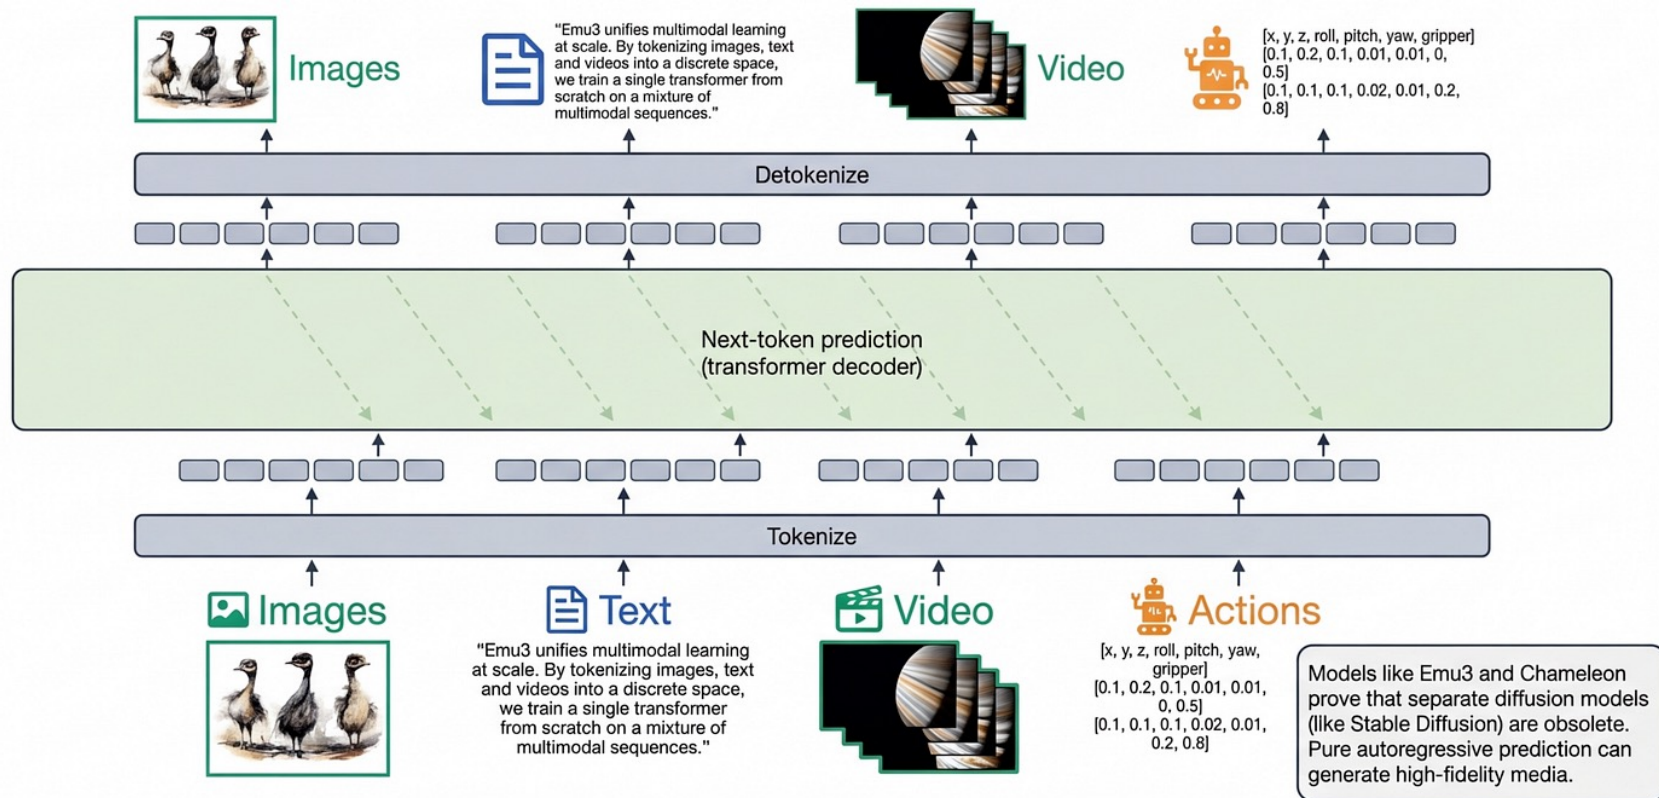 Images
"Emu3 unifies multimodal learning
at scale. By tokenizing images, text
and videos into a discrete space,
we train a single transformer from
scratch on a mixture of
multimodal sequences."
Video
[x, y, z, roll, pitch, yaw, gripper]
[0.1, 0.2, 0.1, 0.01, 0.01, 0,
0.5]
[0.1, 0.1, 0.1, 0.02, 0.01, 0.2,
0.8]
Detokenize
Next-token prediction
(transformer decoder)
Tokenize
Images
Text
"Emu3 unifies multimodal learning
at scale. By tokenizing images, text
and videos into a discrete space,
we train a single transformer
from scratch on a mixture of
multimodal sequences."
Video
Actions
[x, y, z, roll, pitch, yaw,
gripper]
[0.1, 0.2, 0.1, 0.01, 0.01,
0, 0.5]
[0.1, 0.1, 0.1, 0.02, 0.01,
0.2, 0.8]
Models like Emu3 and Chameleon
prove that separate diffusion models
(like Stable Diffusion) are obsolete.
Pure autoregressive prediction can
generate high-fidelity media.